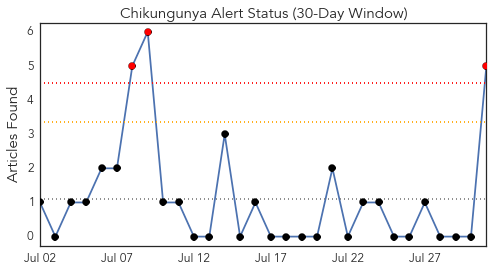 Chikungunya Alert Status (30-Day Window)
Articles Found
6
5
4
3
2
1
0
Jul 02 Jul 07 Jul 12 Jul 17 Jul 22 Jul 27